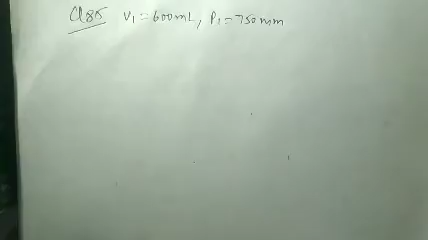 Q85 V₁ = 600mL, P₁ = 750mm